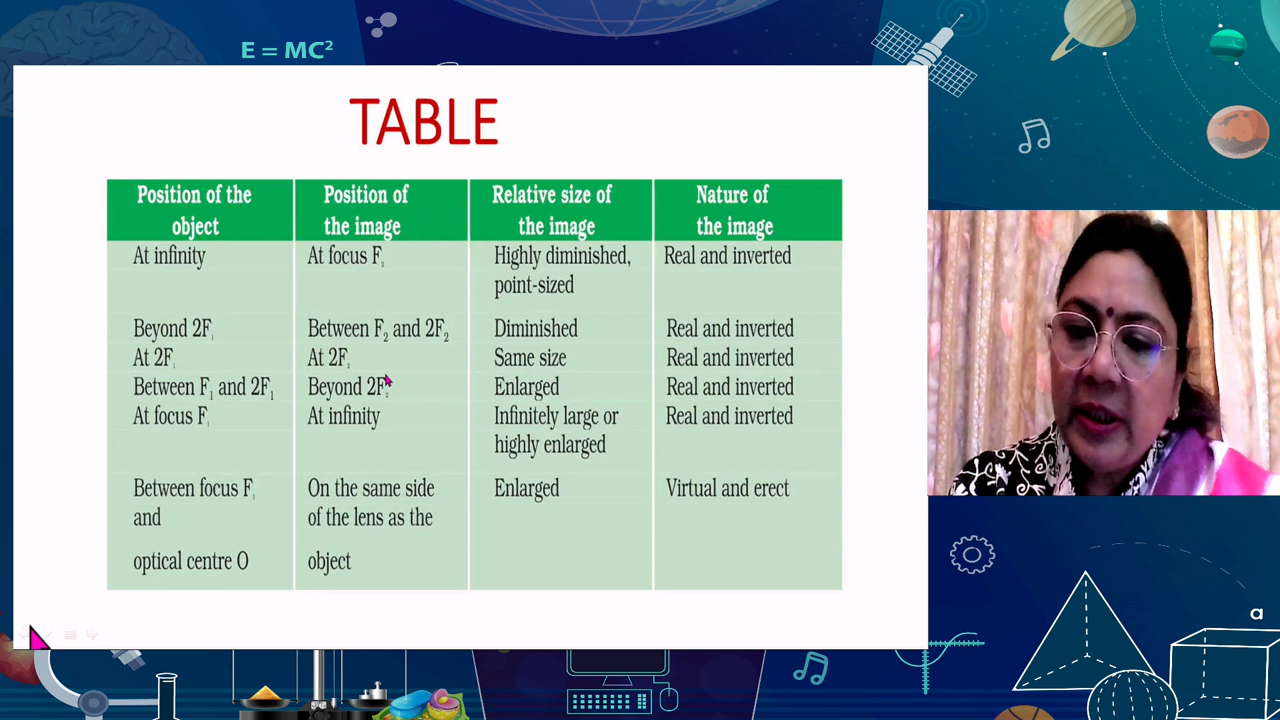 E = MC²
TABLE
Position of the object | Position of the image | Relative size of the image | Nature of the image
At infinity | At focus F₂ | Highly diminished, point-sized | Real and inverted
Beyond 2F₁ | Between F₂ and 2F₂ | Diminished | Real and inverted
At 2F₁ | At 2F₂ | Same size | Real and inverted
Between F₁ and 2F₁ | Beyond 2F₂ | Enlarged | Real and inverted
At focus F₁ | At infinity | Infinitely large or highly enlarged | Real and inverted
Between focus F₁ and optical centre O | On the same side of the lens as the object | Enlarged | Virtual and erect
a